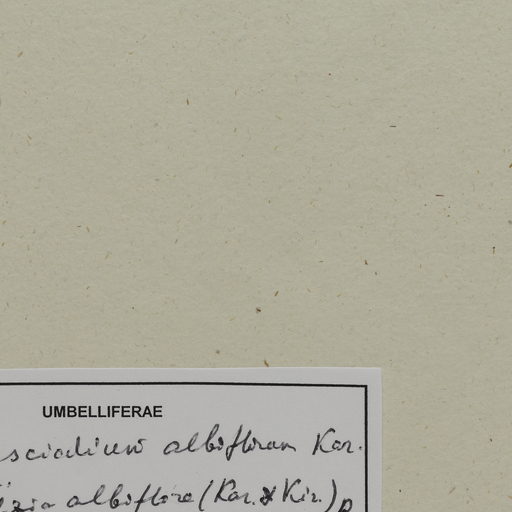 UMBELLIFERAE
sciadium albiflorum Kar.
albiflora (Kar. & Kir.) P